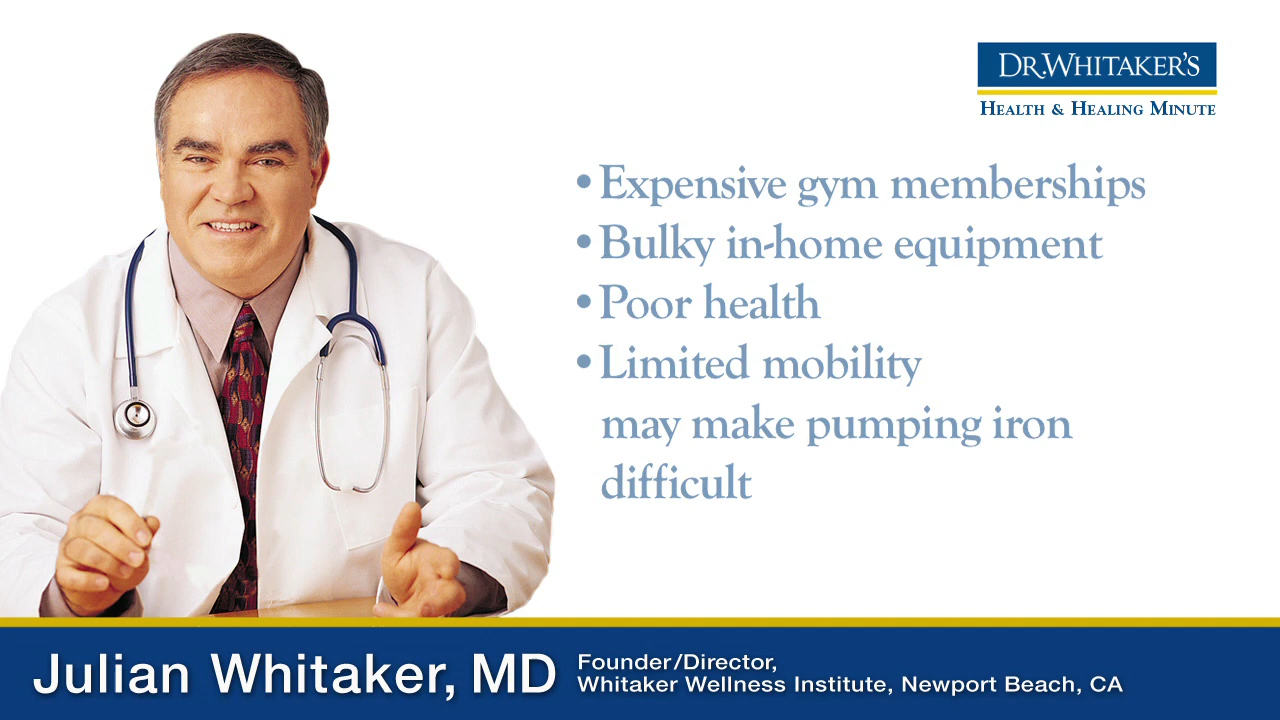 DR.WHITAKER'S
HEALTH & HEALING MINUTE
• Expensive gym memberships
• Bulky in-home equipment
• Poor health
• Limited mobility
may make pumping iron
difficult
Julian Whitaker, MD
Founder/Director,
Whitaker Wellness Institute, Newport Beach, CA